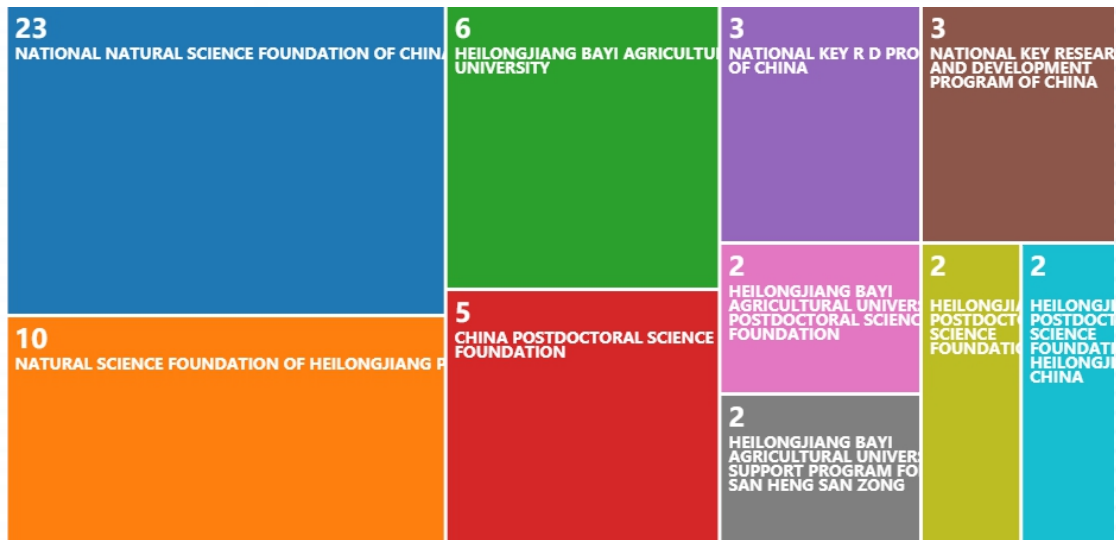 23
NATIONAL NATURAL SCIENCE FOUNDATION OF CHINA
10
NATURAL SCIENCE FOUNDATION OF HEILONGJIANG P
6
HEILONGJIANG BAYI AGRICULTU
UNIVERSITY
5
CHINA POSTDOCTORAL SCIENCE
FOUNDATION
3
NATIONAL KEY R D PRO
OF CHINA
3
NATIONAL KEY RESEAR
AND DEVELOPMENT
PROGRAM OF CHINA
2
HEILONGJIANG BAYI
AGRICULTURAL UNIVERS
POSTDOCTORAL SCIENC
FOUNDATION
2
HEILONGJIANG BAYI
AGRICULTURAL UNIVERS
SUPPORT PROGRAM FO
SAN HENG SAN ZONG
2
HEILONGJIA
POSTDOCTO
SCIENCE
FOUNDATIO
2
HEILONGJI
POSTDOCT
SCIENCE
FOUNDATI
HEILONGJI
CHINA